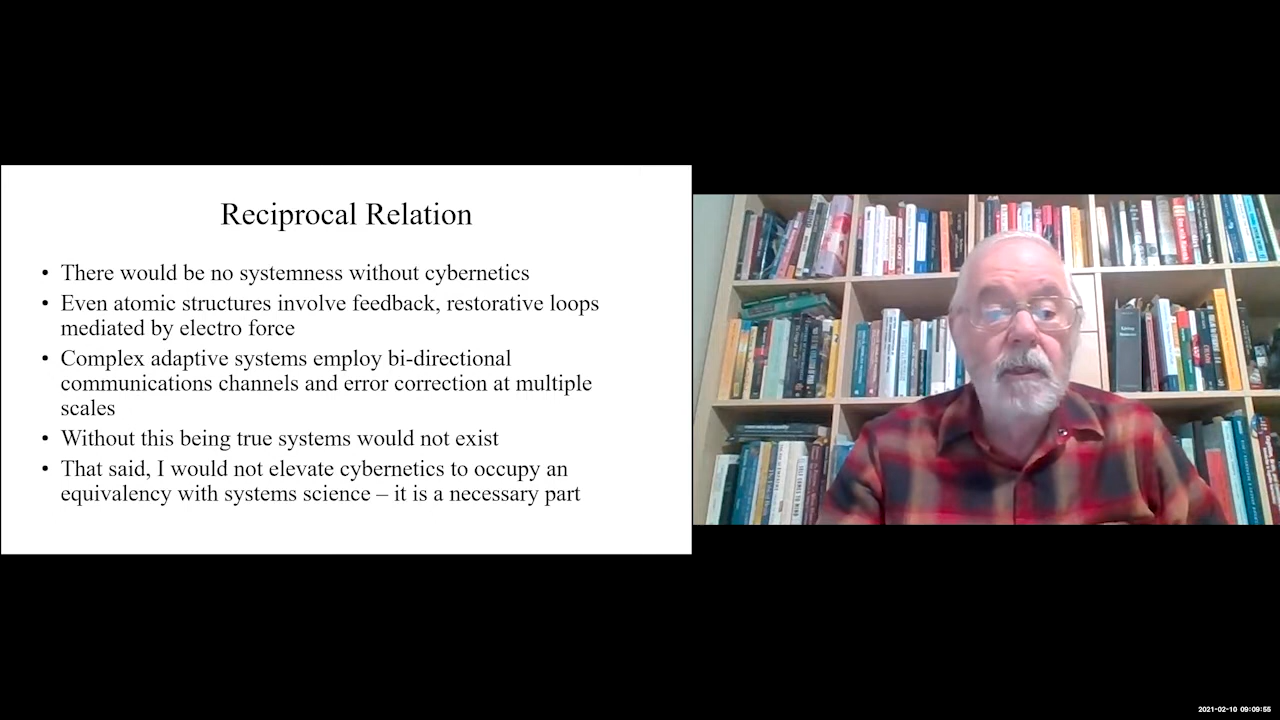 Reciprocal Relation
• There would be no systemness without cybernetics
• Even atomic structures involve feedback, restorative loops
mediated by electro force
• Complex adaptive systems employ bi-directional
communications channels and error correction at multiple
scales
• Without this being true systems would not exist
• That said, I would not elevate cybernetics to occupy an
equivalency with systems science – it is a necessary part
2021-02-10 09:09:55